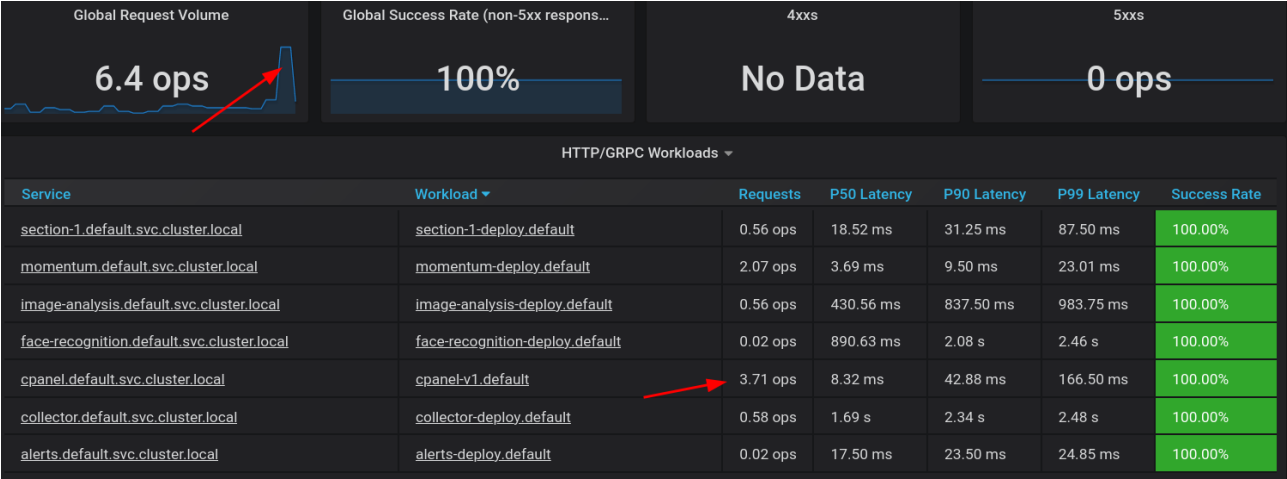 Global Request Volume
Global Success Rate (non-5xx respons...
4xxs
5xxs
6.4 ops
100%
No Data
0 ops
HTTP/GRPC Workloads
Service Workload Requests P50 Latency P90 Latency P99 Latency Success Rate
section-1.default.svc.cluster.local section-1-deploy.default 0.56 ops 18.52 ms 31.25 ms 87.50 ms 100.00%
momentum.default.svc.cluster.local momentum-deploy.default 2.07 ops 3.69 ms 9.50 ms 23.01 ms 100.00%
image-analysis.default.svc.cluster.local image-analysis-deploy.default 0.56 ops 430.56 ms 837.50 ms 983.75 ms 100.00%
face-recognition.default.svc.cluster.local face-recognition-deploy.default 0.02 ops 890.63 ms 2.08 s 2.46 s 100.00%
cpanel.default.svc.cluster.local cpanel-v1.default 3.71 ops 8.32 ms 42.88 ms 166.50 ms 100.00%
collector.default.svc.cluster.local collector-deploy.default 0.58 ops 1.69 s 2.34 s 2.48 s 100.00%
alerts.default.svc.cluster.local alerts-deploy.default 0.02 ops 17.50 ms 23.50 ms 24.85 ms 100.00%